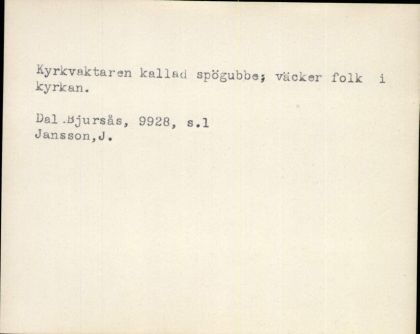 Kyrkvaktaren kallad spögubbe; väcker folk i
kyrkan.
Dal.Bjursås, 9928, s.1
Jansson,J.